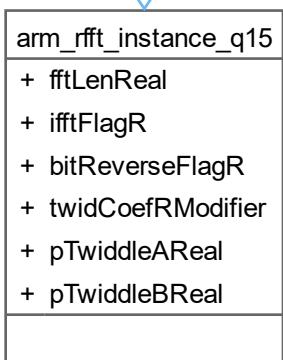 arm_rfft_instance_q15
+ fftLenReal
+ ifftFlagR
+ bitReverseFlagR
+ twidCoefRModifier
+ pTwiddleAReal
+ pTwiddleBReal